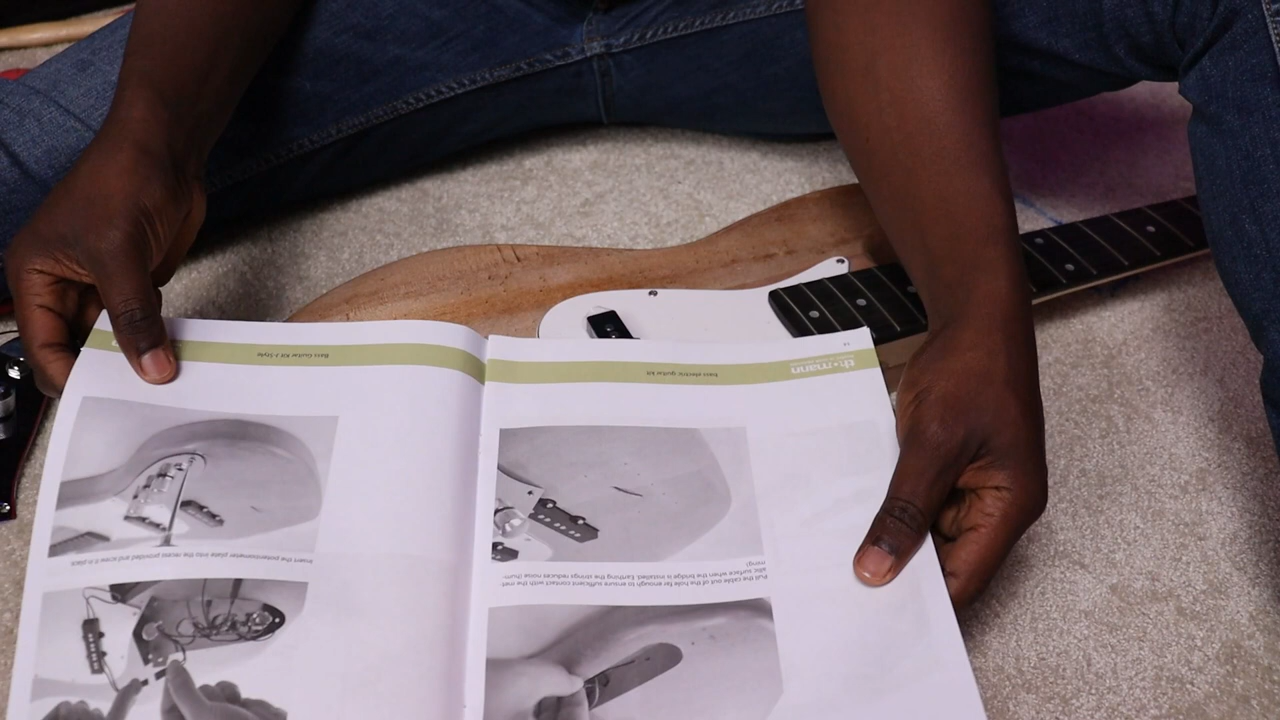 th•mann
bass electric guitar kit
Pull the cable out of the hole far enough to ensure sufficient contact with the met-
allic surface when the bridge is installed. Earthing the strings reduces noise (hum-
ming)
Bass Guitar Kit J-Style
Insert the potentiometer plate into the recess provided and screw it in place.